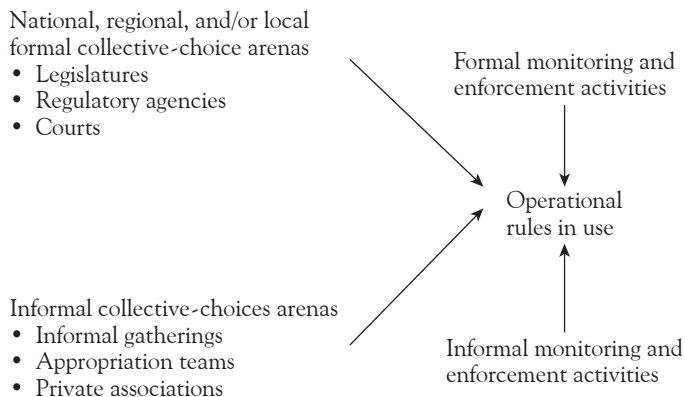 National, regional, and/or local
formal collective-choice arenas
• Legislatures
• Regulatory agencies
• Courts
Formal monitoring and
enforcement activities
Operational
rules in use
Informal collective-choices arenas
• Informal gatherings
• Appropriation teams
• Private associations
Informal monitoring and
enforcement activities